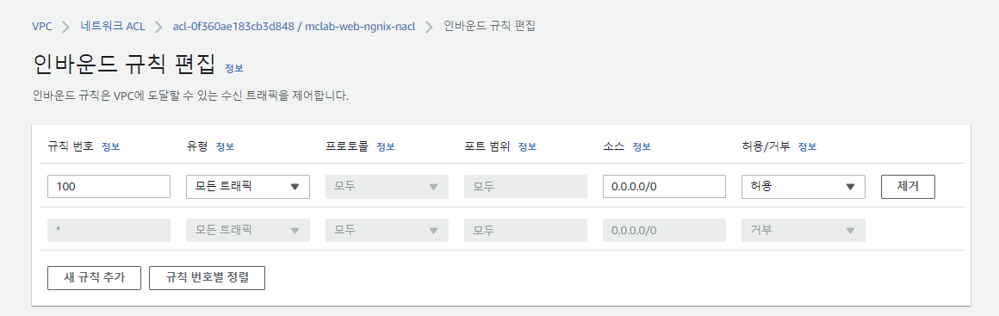 VPC > 네트워크 ACL > acl-0f360ae183cb3d848 / mclab-web-ngnix-nacl > 인바운드 규칙 편집
인바운드 규칙 편집 정보
인바운드 규칙은 VPC에 도달할 수 있는 수신 트래픽을 제어합니다.
규칙 번호 정보 유형 정보 프로토콜 정보 포트 범위 정보 소스 정보 허용/거부 정보
100 모든 트래픽 모두 모두 0.0.0.0/0 허용 제거
* 모든 트래픽 모두 모두 0.0.0.0/0 거부
새 규칙 추가 규칙 번호별 정렬